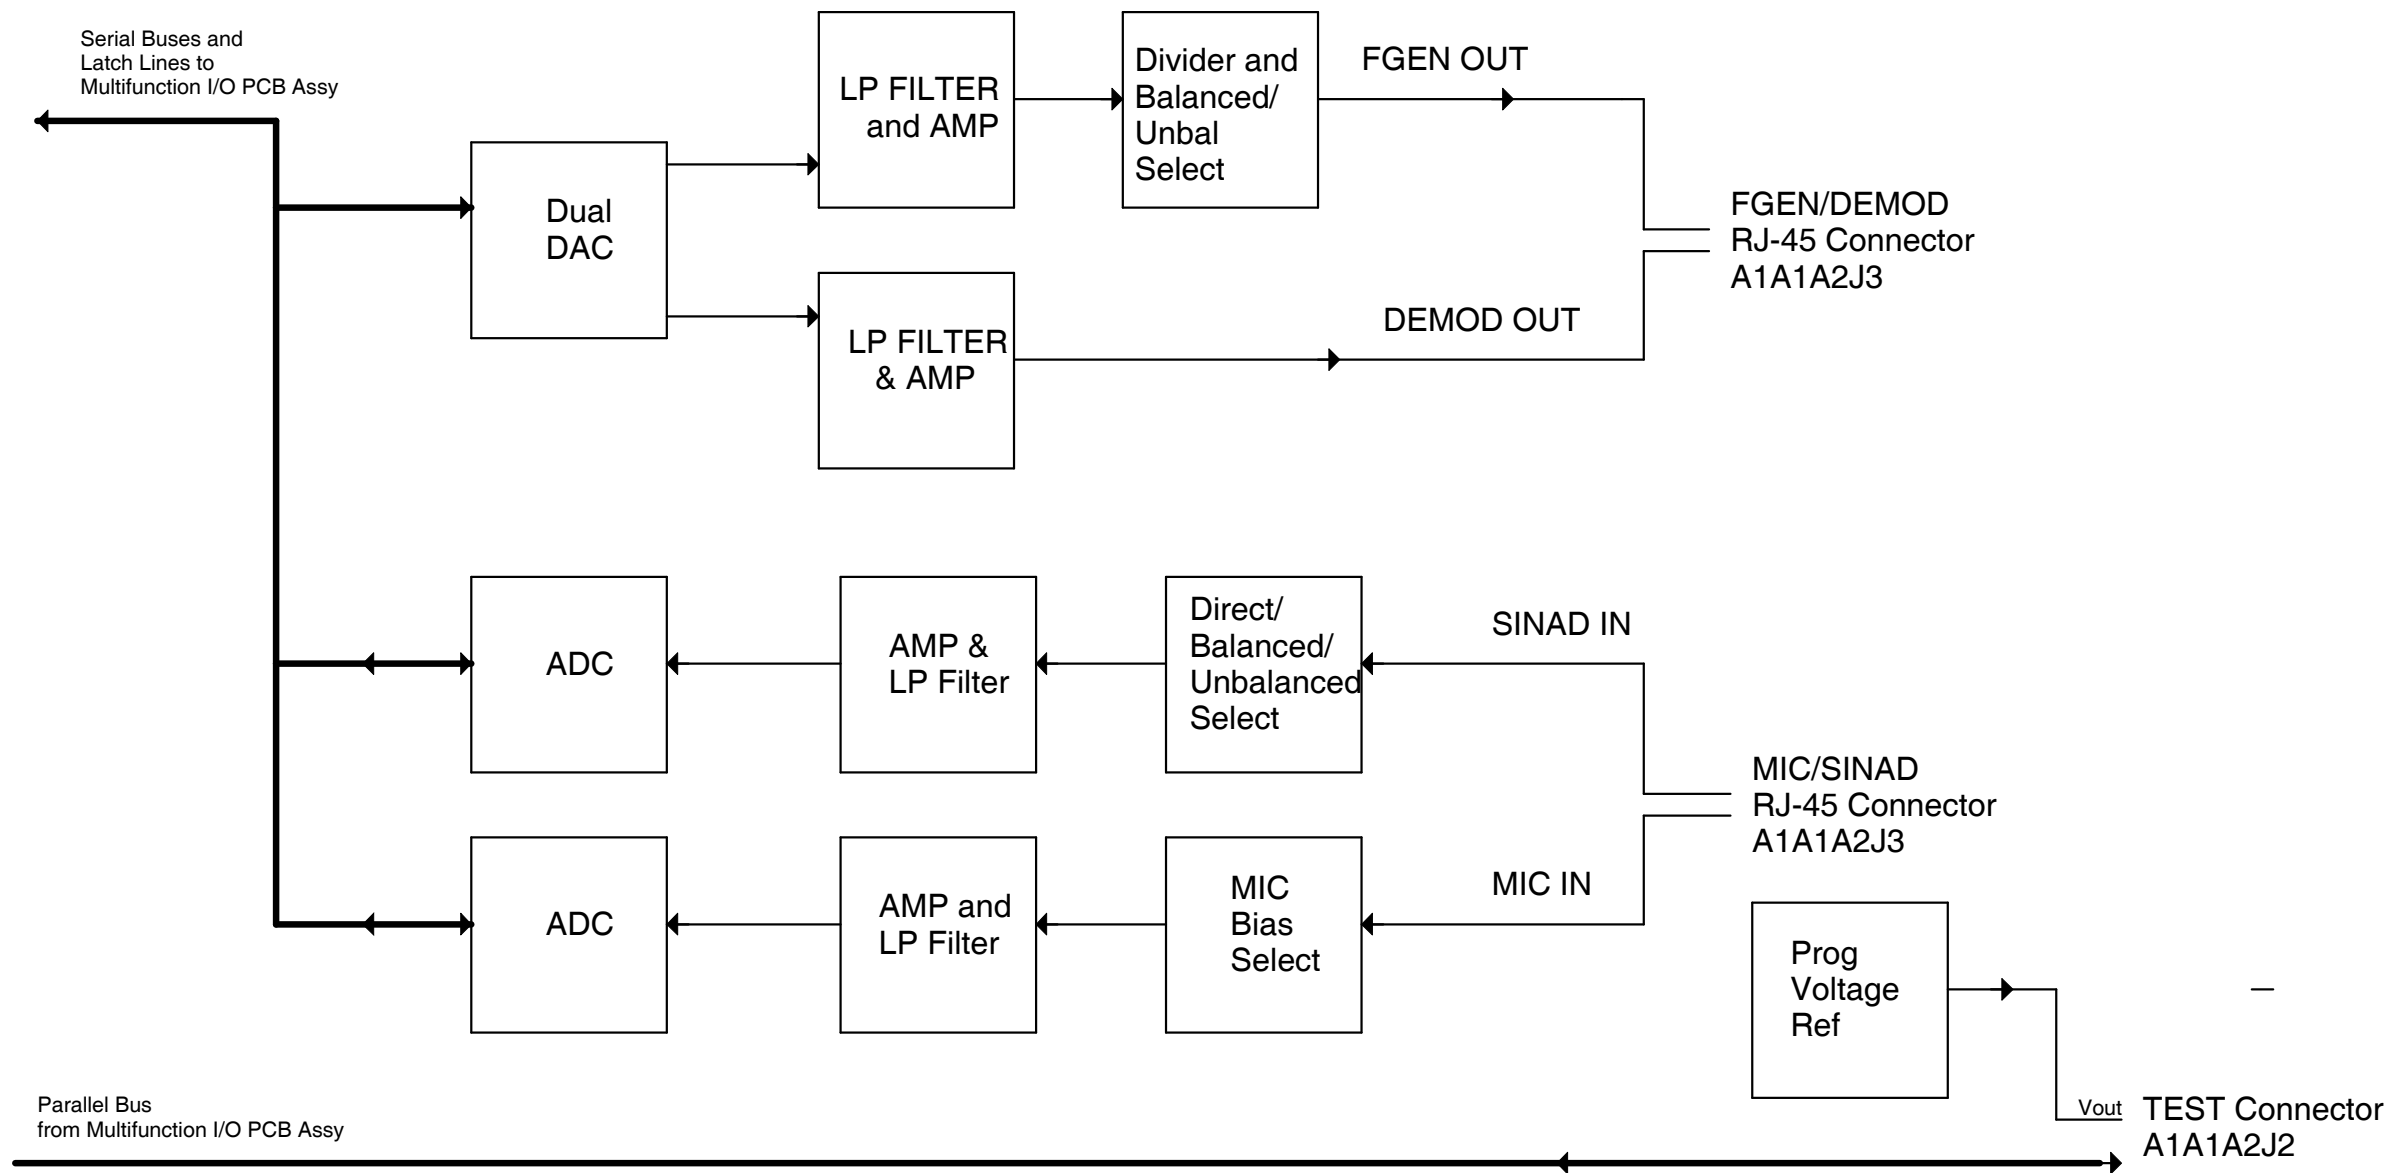 Serial Buses and
Latch Lines to
Multifunction I/O PCB Assy
LP FILTER
and AMP
Divider and
Balanced/
Unbal
Select
FGEN OUT
Dual
DAC
FGEN/DEMOD
RJ-45 Connector
A1A1A2J3
LP FILTER
& AMP
DEMOD OUT
ADC
AMP &
LP Filter
Direct/
Balanced/
Unbalanced
Select
SINAD IN
MIC/SINAD
RJ-45 Connector
A1A1A2J3
ADC
AMP and
LP Filter
MIC
Bias
Select
MIC IN
Prog
Voltage
Ref
Vout
TEST Connector
A1A1A2J2
Parallel Bus
from Multifunction I/O PCB Assy